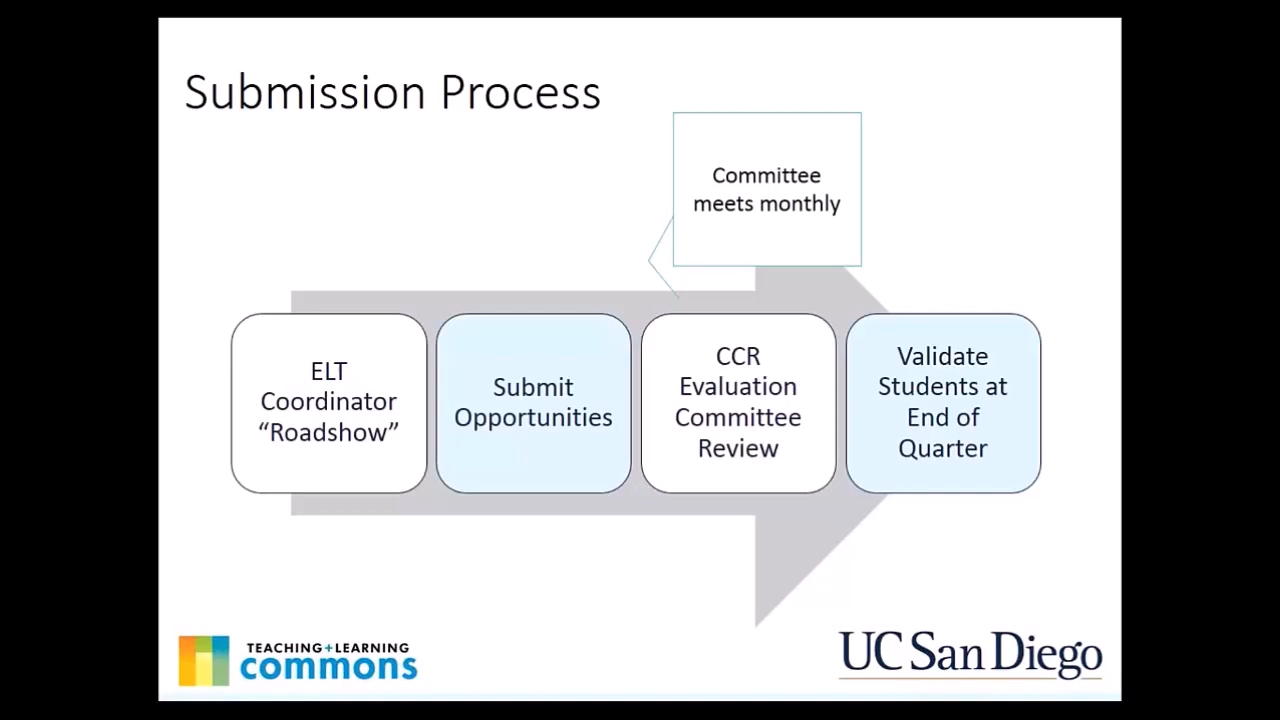 Submission Process
Committee
meets monthly
ELT
Coordinator
“Roadshow”
Submit
Opportunities
CCR
Evaluation
Committee
Review
Validate
Students at
End of
Quarter
TEACHING+LEARNING
commons
UC San Diego